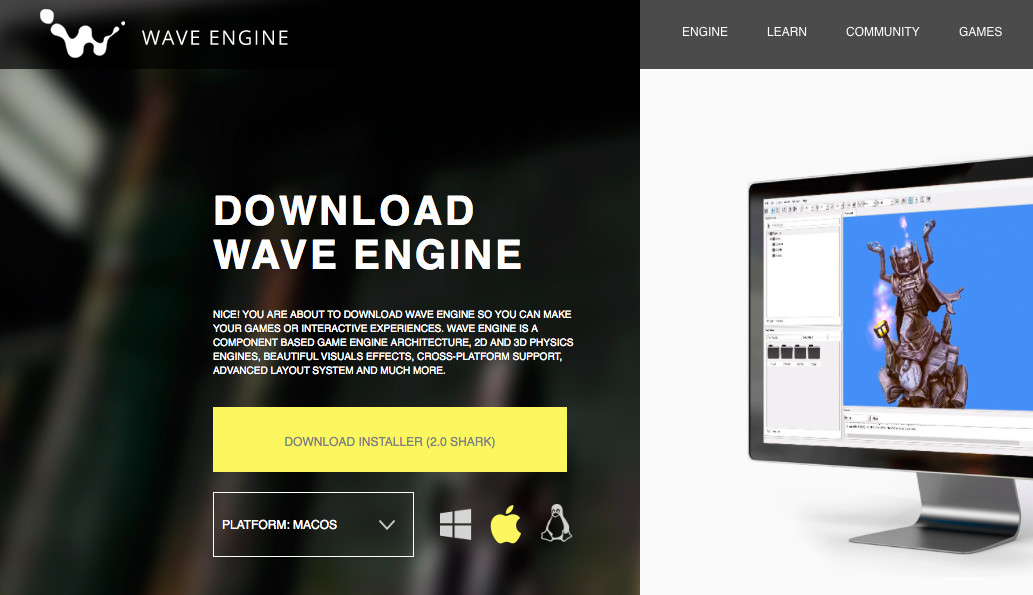 WAVE ENGINE
ENGINE LEARN COMMUNITY GAMES
DOWNLOAD
WAVE ENGINE
NICE! YOU ARE ABOUT TO DOWNLOAD WAVE ENGINE SO YOU CAN MAKE
YOUR GAMES OR INTERACTIVE EXPERIENCES. WAVE ENGINE IS A
COMPONENT BASED GAME ENGINE ARCHITECTURE, 2D AND 3D PHYSICS
ENGINES, BEAUTIFUL VISUALS EFFECTS, CROSS-PLATFORM SUPPORT,
ADVANCED LAYOUT SYSTEM AND MUCH MORE.
DOWNLOAD INSTALLER (2.0 SHARK)
PLATFORM: MACOS